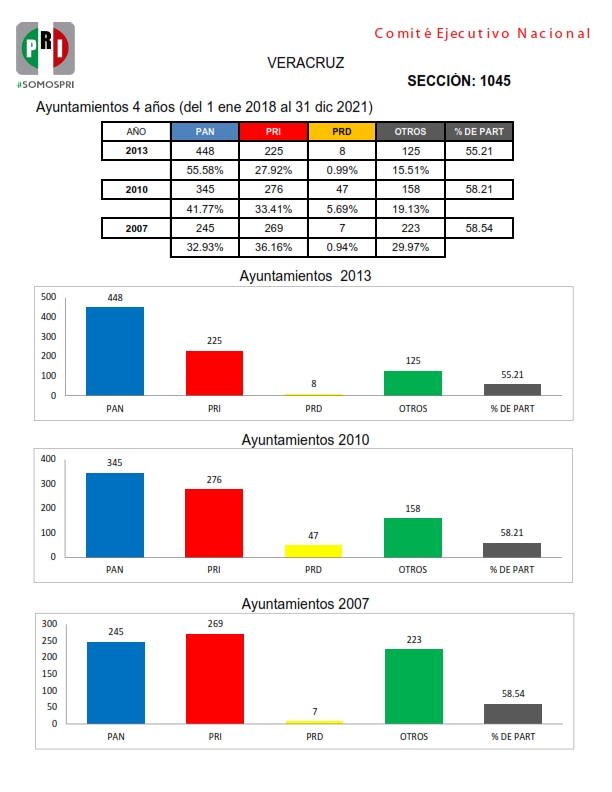 Comité Ejecutivo Nacional
PRI
#SOMOSPRI
VERACRUZ
SECCIÓN: 1045
Ayuntamientos 4 años (del 1 ene 2018 al 31 dic 2021)
AÑO PAN PRI PRD OTROS % DE PART
2013 448 225 8 125 55.21
55.58% 27.92% 0.99% 15.51%
2010 345 276 47 158 58.21
41.77% 33.41% 5.69% 19.13%
2007 245 269 7 223 58.54
32.93% 36.16% 0.94% 29.97%
Ayuntamientos 2013
500
400
300
200
100
0
448
225
8
125
55.21
PAN PRI PRD OTROS % DE PART
Ayuntamientos 2010
400
300
200
100
0
345
276
47
158
58.21
PAN PRI PRD OTROS % DE PART
Ayuntamientos 2007
300
250
200
150
100
50
0
245
269
7
223
58.54
PAN PRI PRD OTROS % DE PART